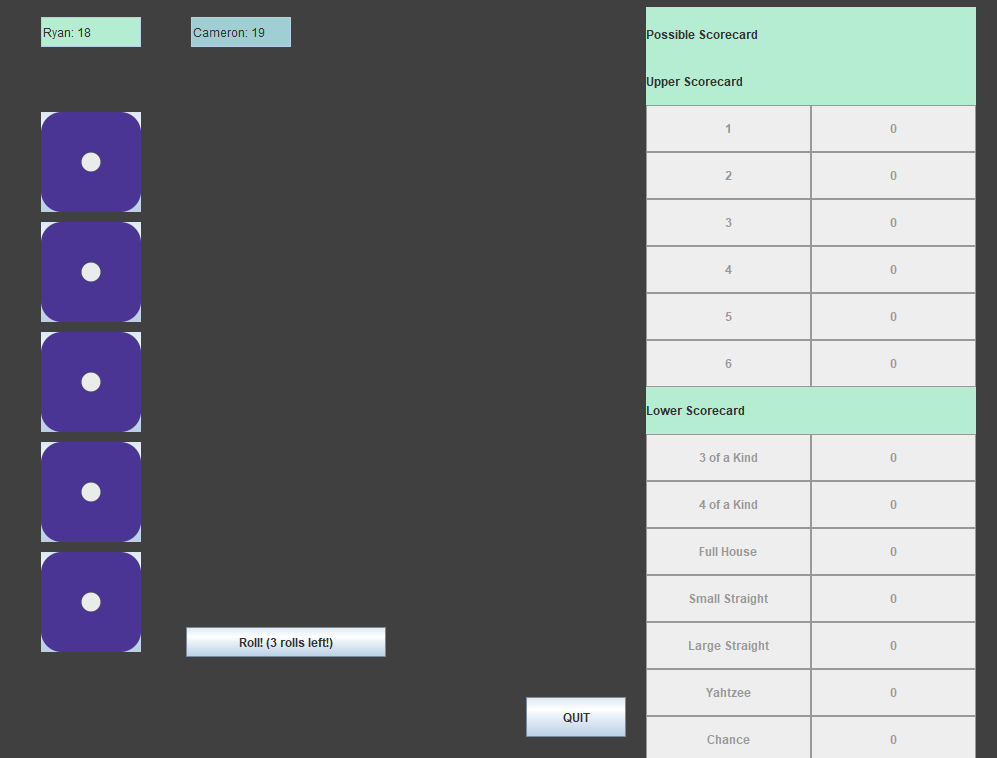 Ryan: 18
Cameron: 19
Roll! (3 rolls left!)
QUIT
Possible Scorecard
Upper Scorecard
1 0
2 0
3 0
4 0
5 0
6 0
Lower Scorecard
3 of a Kind 0
4 of a Kind 0
Full House 0
Small Straight 0
Large Straight 0
Yahtzee 0
Chance 0